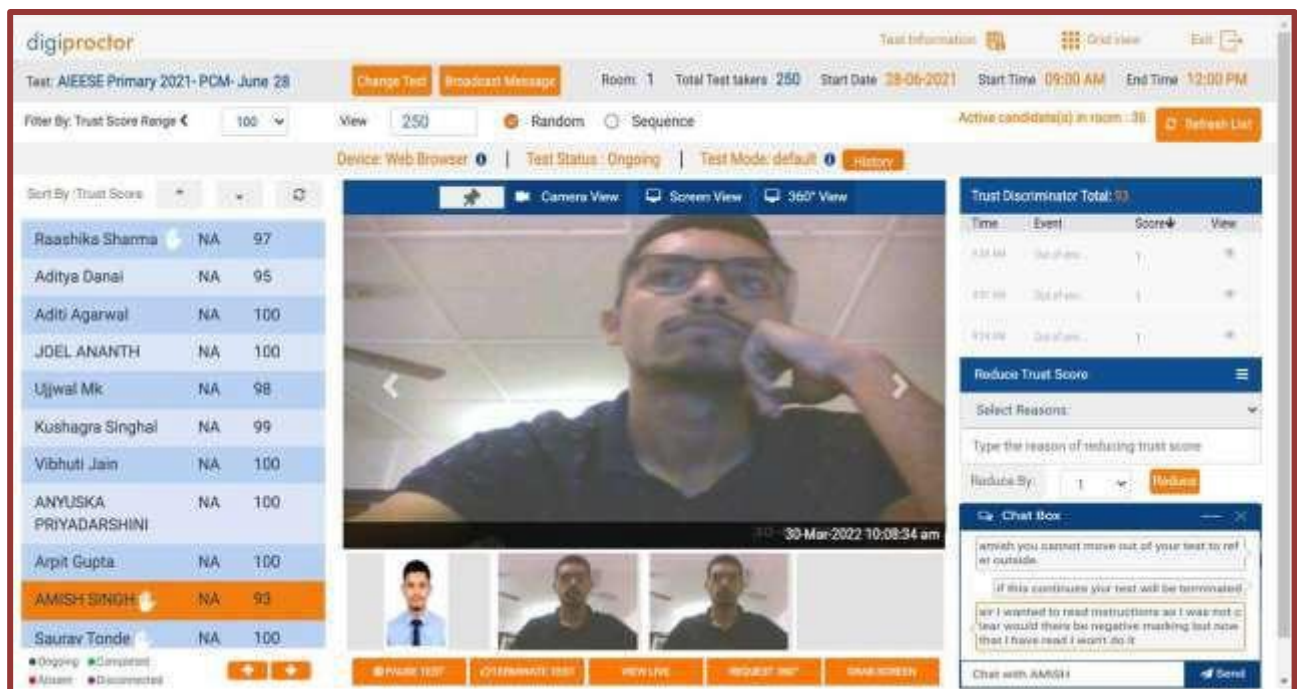 digiproctor
Test Information Grid view Exit
Test: AIEESE Primary 2021- PCM- June 28 Change Test Broadcast Message Room: 1 Total Test takers 250 Start Date 28-06-2021 Start Time 09:00 AM End Time 12:00 PM
Filter By: Trust Score Range 100 View 250 Random Sequence Active candidate(s) in room : 36 Refresh List
Device: Web Browser | Test Status : Ongoing | Test Mode: default History
Sort By :Trust Score
Raashika Sharma NA 97
Aditya Danai NA 95
Aditi Agarwal NA 100
JOEL ANANTH NA 100
Ujjwal Mk NA 98
Kushagra Singhal NA 99
Vibhuti Jain NA 100
ANYUSKA NA 100
PRIYADARSHINI
Arpit Gupta NA 100
AMISH SINGH NA 93
Saurav Tonde NA 100
Ongoing Completed
Absent Disconnected
Camera View Screen View 360° View
30-Mar-2022 10:08:34 am
PAUSE TEST TERMINATE TEST VIEW LIVE REQUEST 360° GRAB SCREEN
Trust Discriminator Total: 93
Time Event Score View
1
1
1
Reduce Trust Score
Select Reasons:
Type the reason of reducing trust score
Reduce By: 1 Reduce
Chat Box
amish you cannot move out of your test to ref
er outside.
if this continues your test will be terminated
sir I wanted to read instructions as I was not c
lear would there be negative marking but now
that I have read I won't do it
Chat with AMISH Send